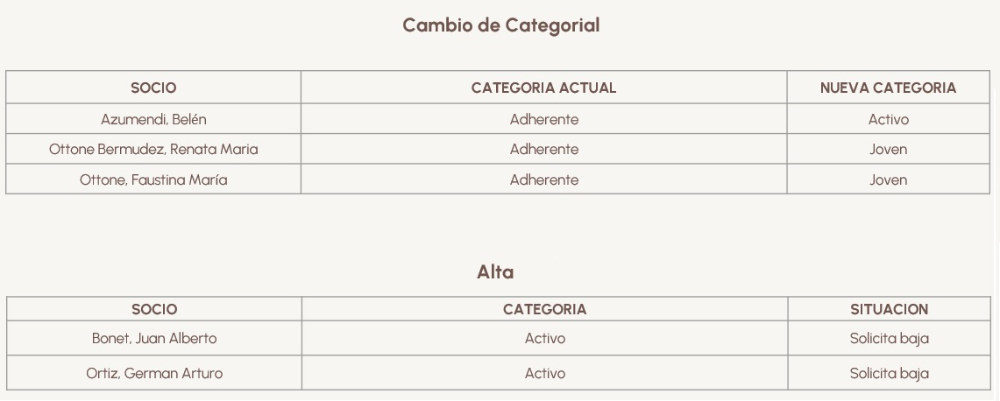 Cambio de Categorial
SOCIO CATEGORIA ACTUAL NUEVA CATEGORIA
Azumendi, Belén Adherente Activo
Ottone Bermudez, Renata Maria Adherente Joven
Ottone, Faustina María Adherente Joven
Alta
SOCIO CATEGORIA SITUACION
Bonet, Juan Alberto Activo Solicita baja
Ortiz, German Arturo Activo Solicita baja